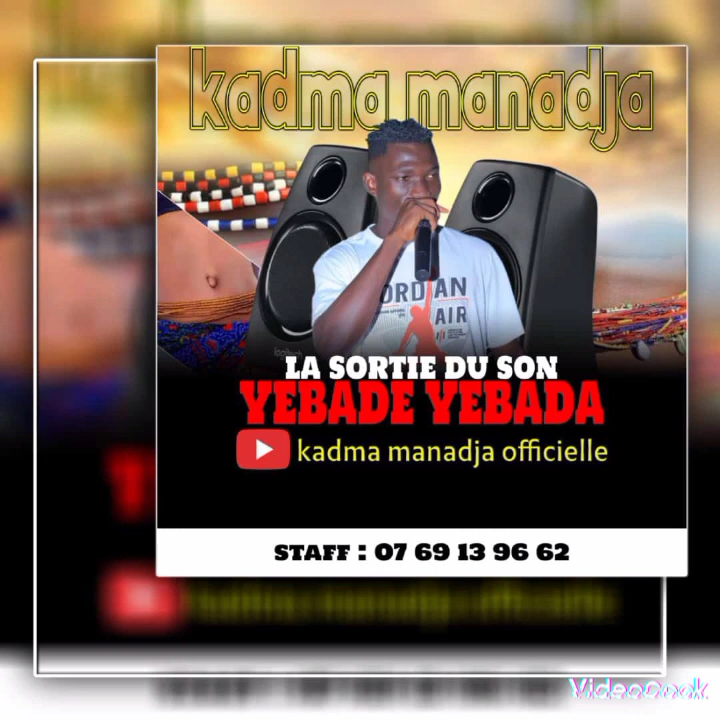 kadma manadja
ORDAN
AIR
LA SORTIE DU SON
YEBADE YEBADA
kadma manadja officielle
STAFF : 07 69 13 96 62
VideoCook